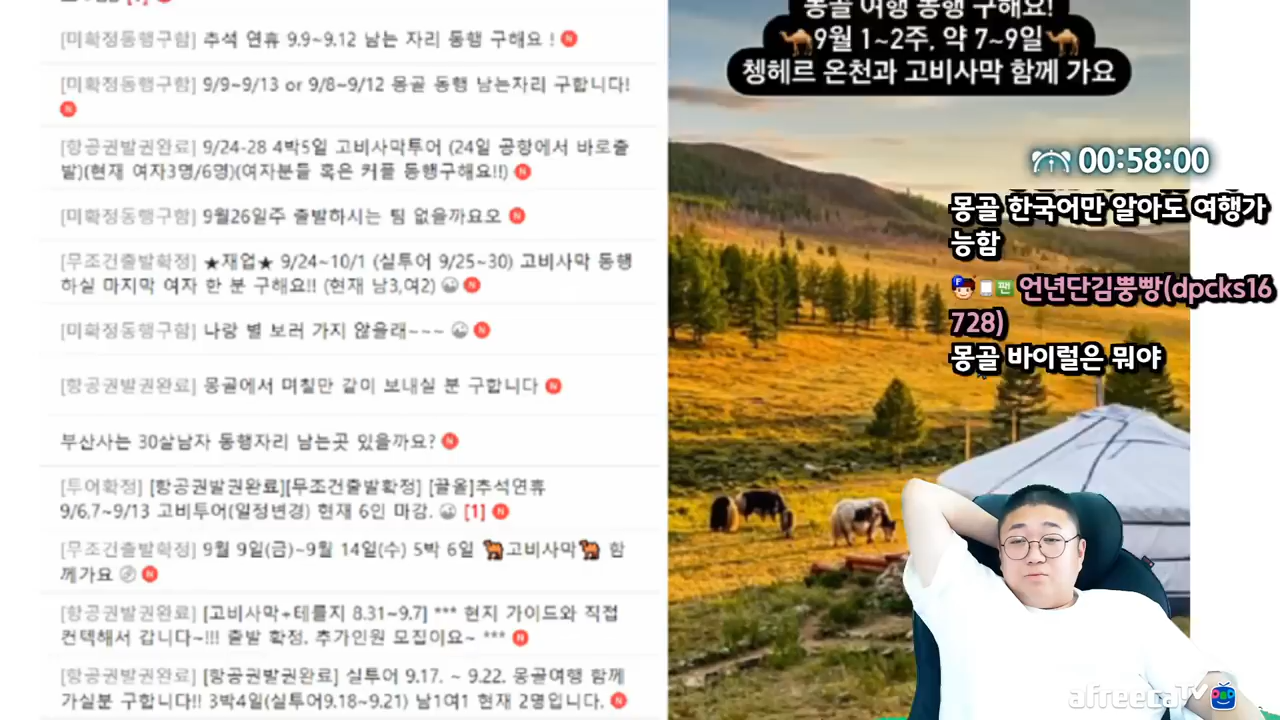 [미확정동행구함] 추석 연휴 9.9~9.12 남는 자리 동행 구해요 ! N
[미확정동행구함] 9/9~9/13 or 9/8~9/12 몽골 동행 남는자리 구합니다!
N
[항공권발권완료] 9/24-28 4박5일 고비사막투어 (24일 공항에서 바로출
발)(현재 여자3명/6명)(여자분들 혹은 커플 동행구해요!!) N
[미확정동행구함] 9월26일주 출발하시는 팀 없을까요오 N
[무조건출발확정] ★재업★ 9/24~10/1 (실투어 9/25~30) 고비사막 동행
하실 마지막 여자 한 분 구해요!! (현재 남3,여2) N
[미확정동행구함] 나랑 별 보러 가지 않을래~~~ N
[항공권발권완료] 몽골에서 며칠만 같이 보내실 분 구합니다 N
부산사는 30살남자 동행자리 남는곳 있을까요? N
[투어확정] [항공권발권완료][무조건출발확정] [끌올]추석연휴
9/6,7~9/13 고비투어(일정변경) 현재 6인 마감. [1] N
[무조건출발확정] 9월 9일(금)~9월 14일(수) 5박 6일 🐫고비사막🐫 함
께가요 N
[항공권발권완료] [고비사막+테를지 8.31~9.7] *** 현지 가이드와 직접
컨텍해서 갑니다~!!! 출발 확정, 추가인원 모집이요~ *** N
[항공권발권완료] [항공권발권완료] 실투어 9.17. ~ 9.22. 몽골여행 함께
가실분 구합니다!! 3박4일(실투어9.18~9.21) 남1여1 현재 2명입니다. N
몽골 여행 동행 구해요!
🐪9월 1~2주, 약 7~9일🐪
쳉헤르 온천과 고비사막 함께 가요
00:58:00
몽골 한국어만 알아도 여행가
능함
F 팬 언년단김뿡빵(dpcks16
728)
몽골 바이럴은 뭐야
afreecaTV